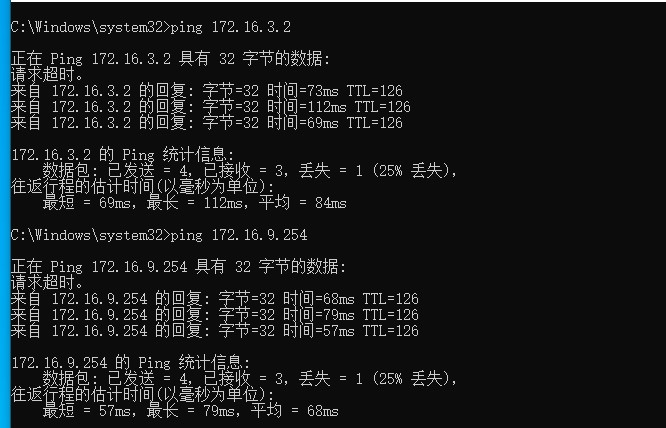 C:\Windows\system32>ping 172.16.3.2
正在 Ping 172.16.3.2 具有 32 字节的数据:
请求超时。
来自 172.16.3.2 的回复: 字节=32 时间=73ms TTL=126
来自 172.16.3.2 的回复: 字节=32 时间=112ms TTL=126
来自 172.16.3.2 的回复: 字节=32 时间=69ms TTL=126
172.16.3.2 的 Ping 统计信息:
数据包: 已发送 = 4，已接收 = 3，丢失 = 1 (25% 丢失)，
往返行程的估计时间(以毫秒为单位):
最短 = 69ms，最长 = 112ms，平均 = 84ms
C:\Windows\system32>ping 172.16.9.254
正在 Ping 172.16.9.254 具有 32 字节的数据:
请求超时。
来自 172.16.9.254 的回复: 字节=32 时间=68ms TTL=126
来自 172.16.9.254 的回复: 字节=32 时间=79ms TTL=126
来自 172.16.9.254 的回复: 字节=32 时间=57ms TTL=126
172.16.9.254 的 Ping 统计信息:
数据包: 已发送 = 4，已接收 = 3，丢失 = 1 (25% 丢失)，
往返行程的估计时间(以毫秒为单位):
最短 = 57ms，最长 = 79ms，平均 = 68ms